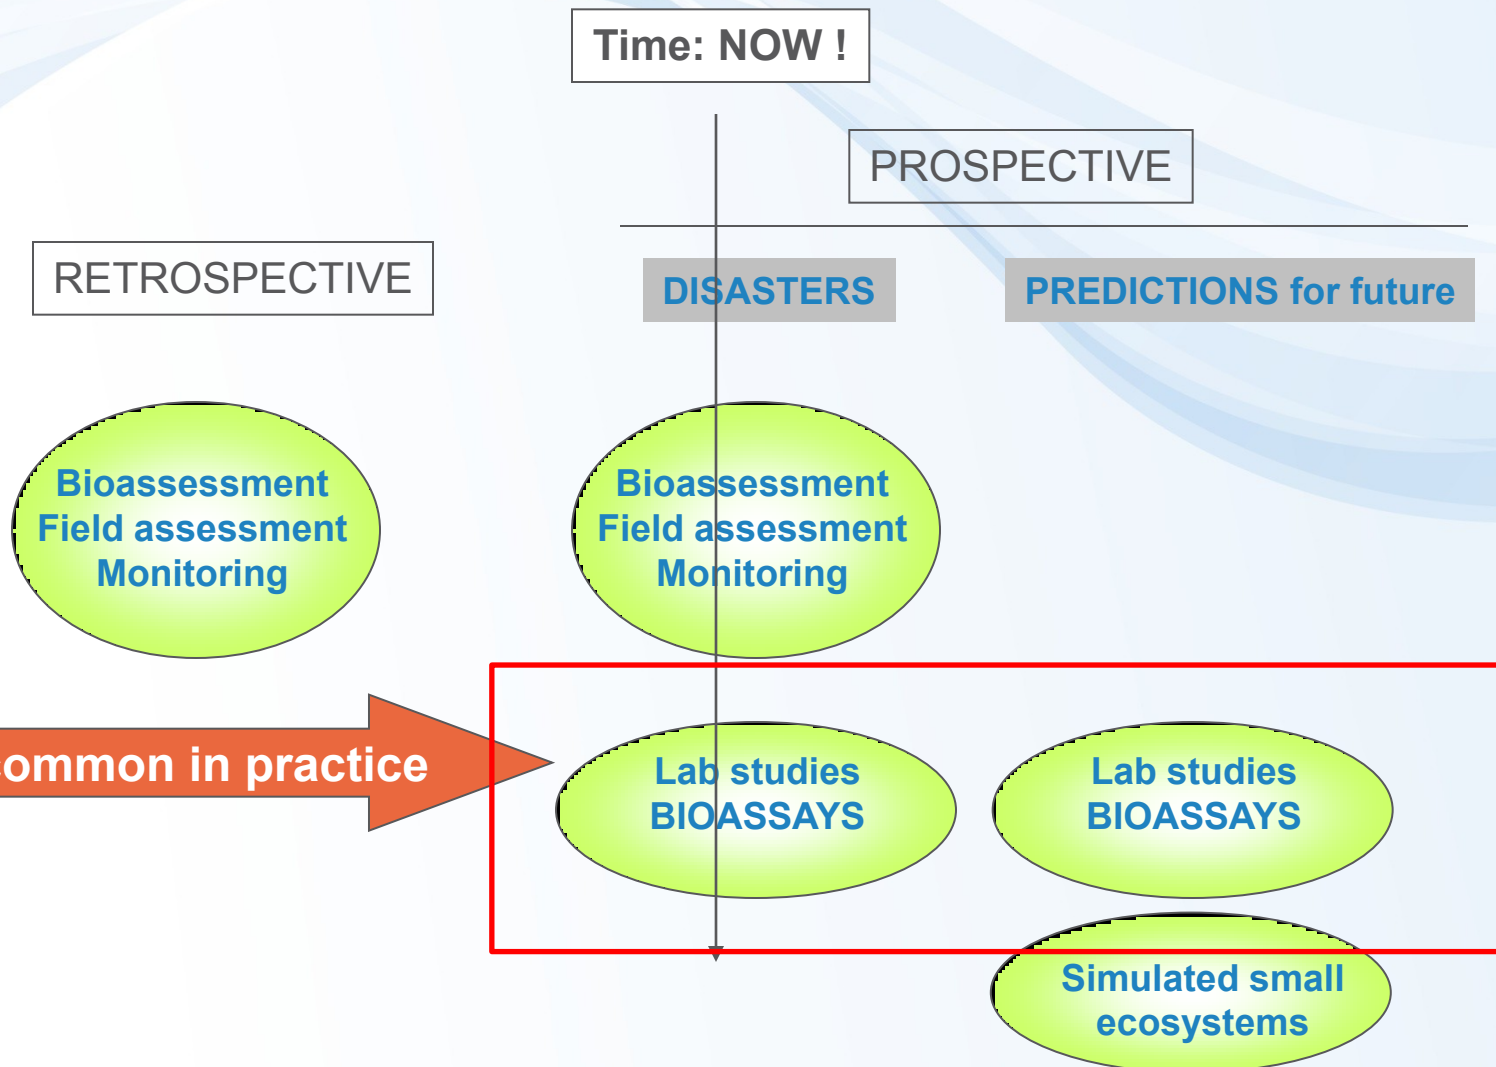 Time: NOW !
PROSPECTIVE
RETROSPECTIVE
DISASTERS
PREDICTIONS for future
Bioassessment
Field assessment
Monitoring
Bioassessment
Field assessment
Monitoring
common in practice
Lab studies
BIOASSAYS
Lab studies
BIOASSAYS
Simulated small
ecosystems